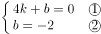 4k + b = 0 ①
b = −2 ②